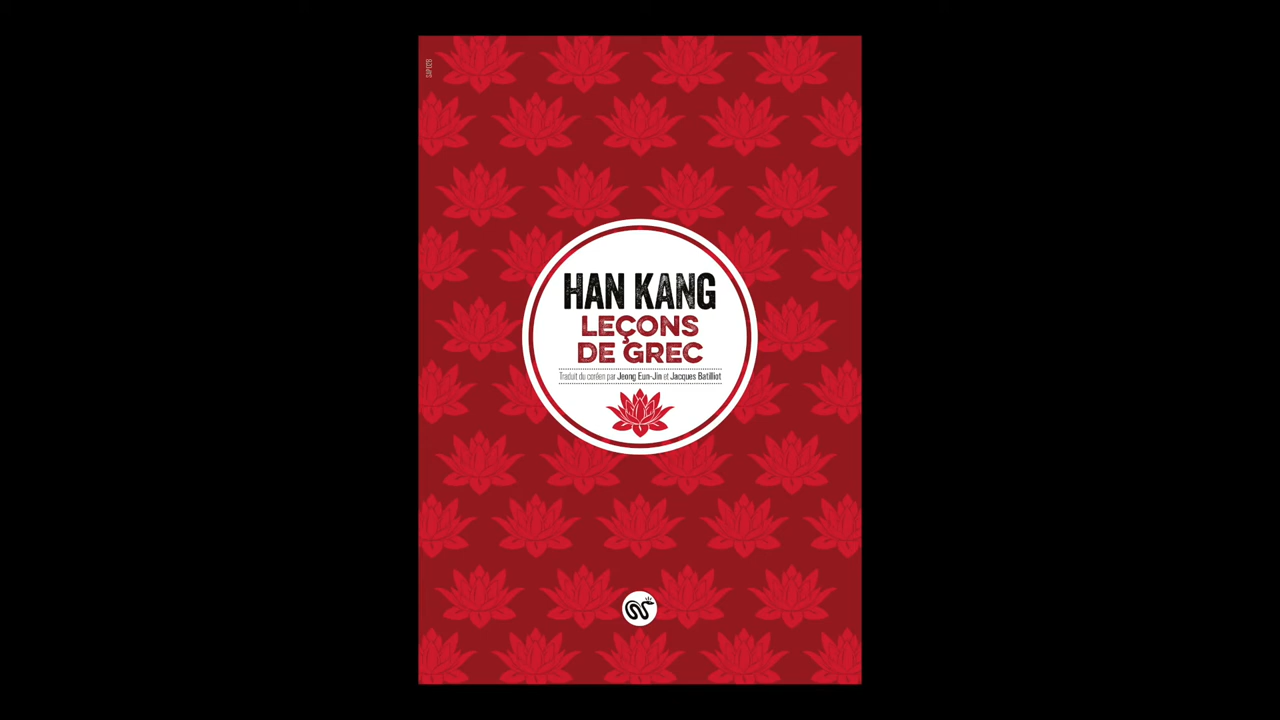 HAN KANG
LEÇONS
DE GREC
Traduit du coréen par Jeong Eun-Jin et Jacques Batilliot